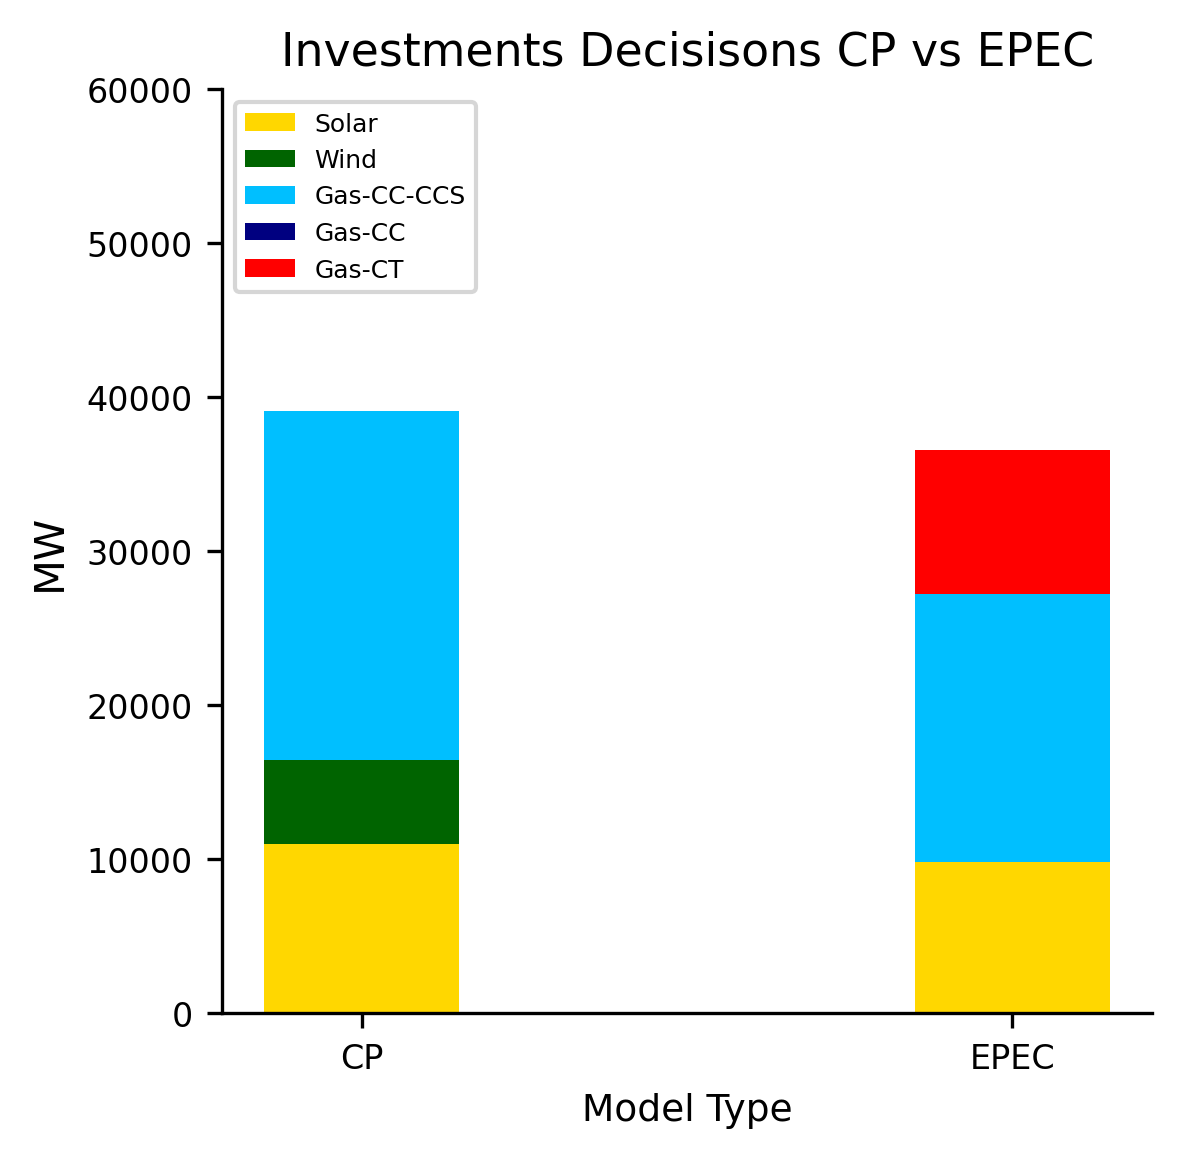 Investments Decisisons CP vs EPEC
60000
50000
40000
30000
20000
10000
0
MW
Solar
Wind
Gas-CC-CCS
Gas-CC
Gas-CT
CP
EPEC
Model Type